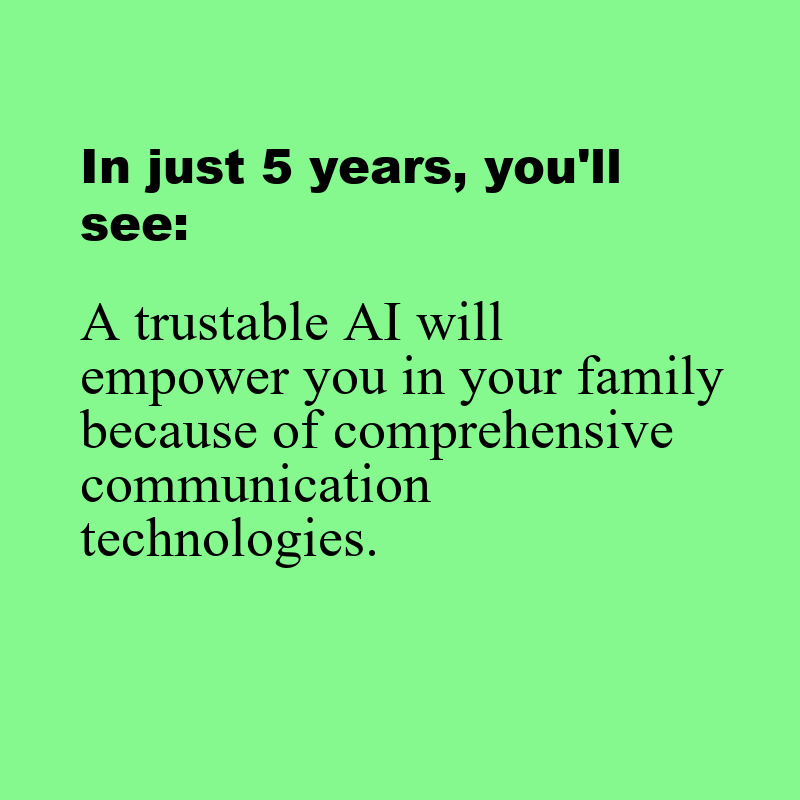 In just 5 years, you'll
see:
A trustable AI will
empower you in your family
because of comprehensive
communication
technologies.